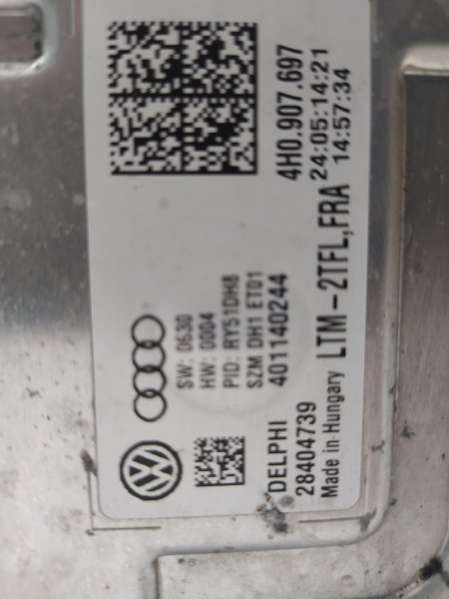 4H0.907.697
24:05:14:21
14:57:34
SW: 0630
HW: 0004
PID: RY51DH8
SZM DH1 ET01
401140244
DELPHI
28404739
Made in Hungary LTM-2TFL,FRA